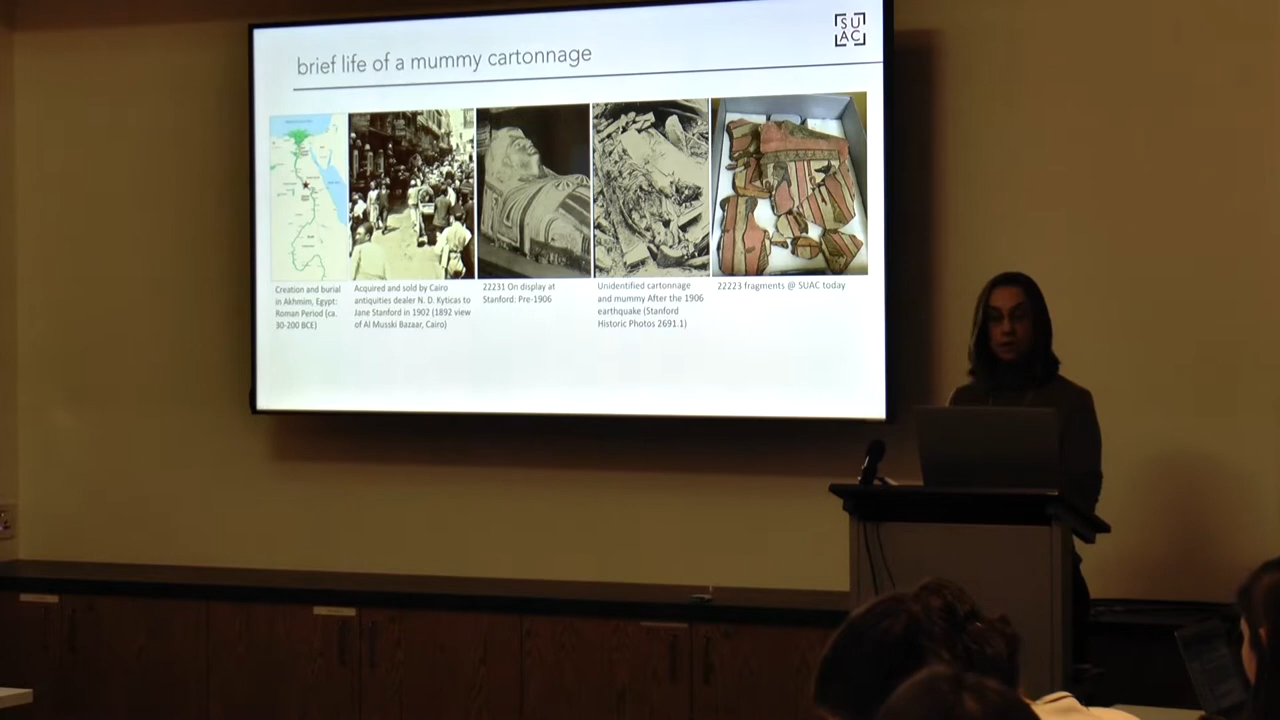 SU
AC
brief life of a mummy cartonnage
Creation and burial
in Akhmim, Egypt:
Roman Period (ca.
30-200 BCE)
Acquired and sold by Cairo
antiquities dealer N. D. Kyticas to
Jane Stanford in 1902 (1892 view
of Al Musski Bazaar, Cairo)
22231 On display at
Stanford: Pre-1906
Unidentified cartonnage
and mummy After the 1906
earthquake (Stanford
Historic Photos 2691.1)
22223 fragments @ SUAC today